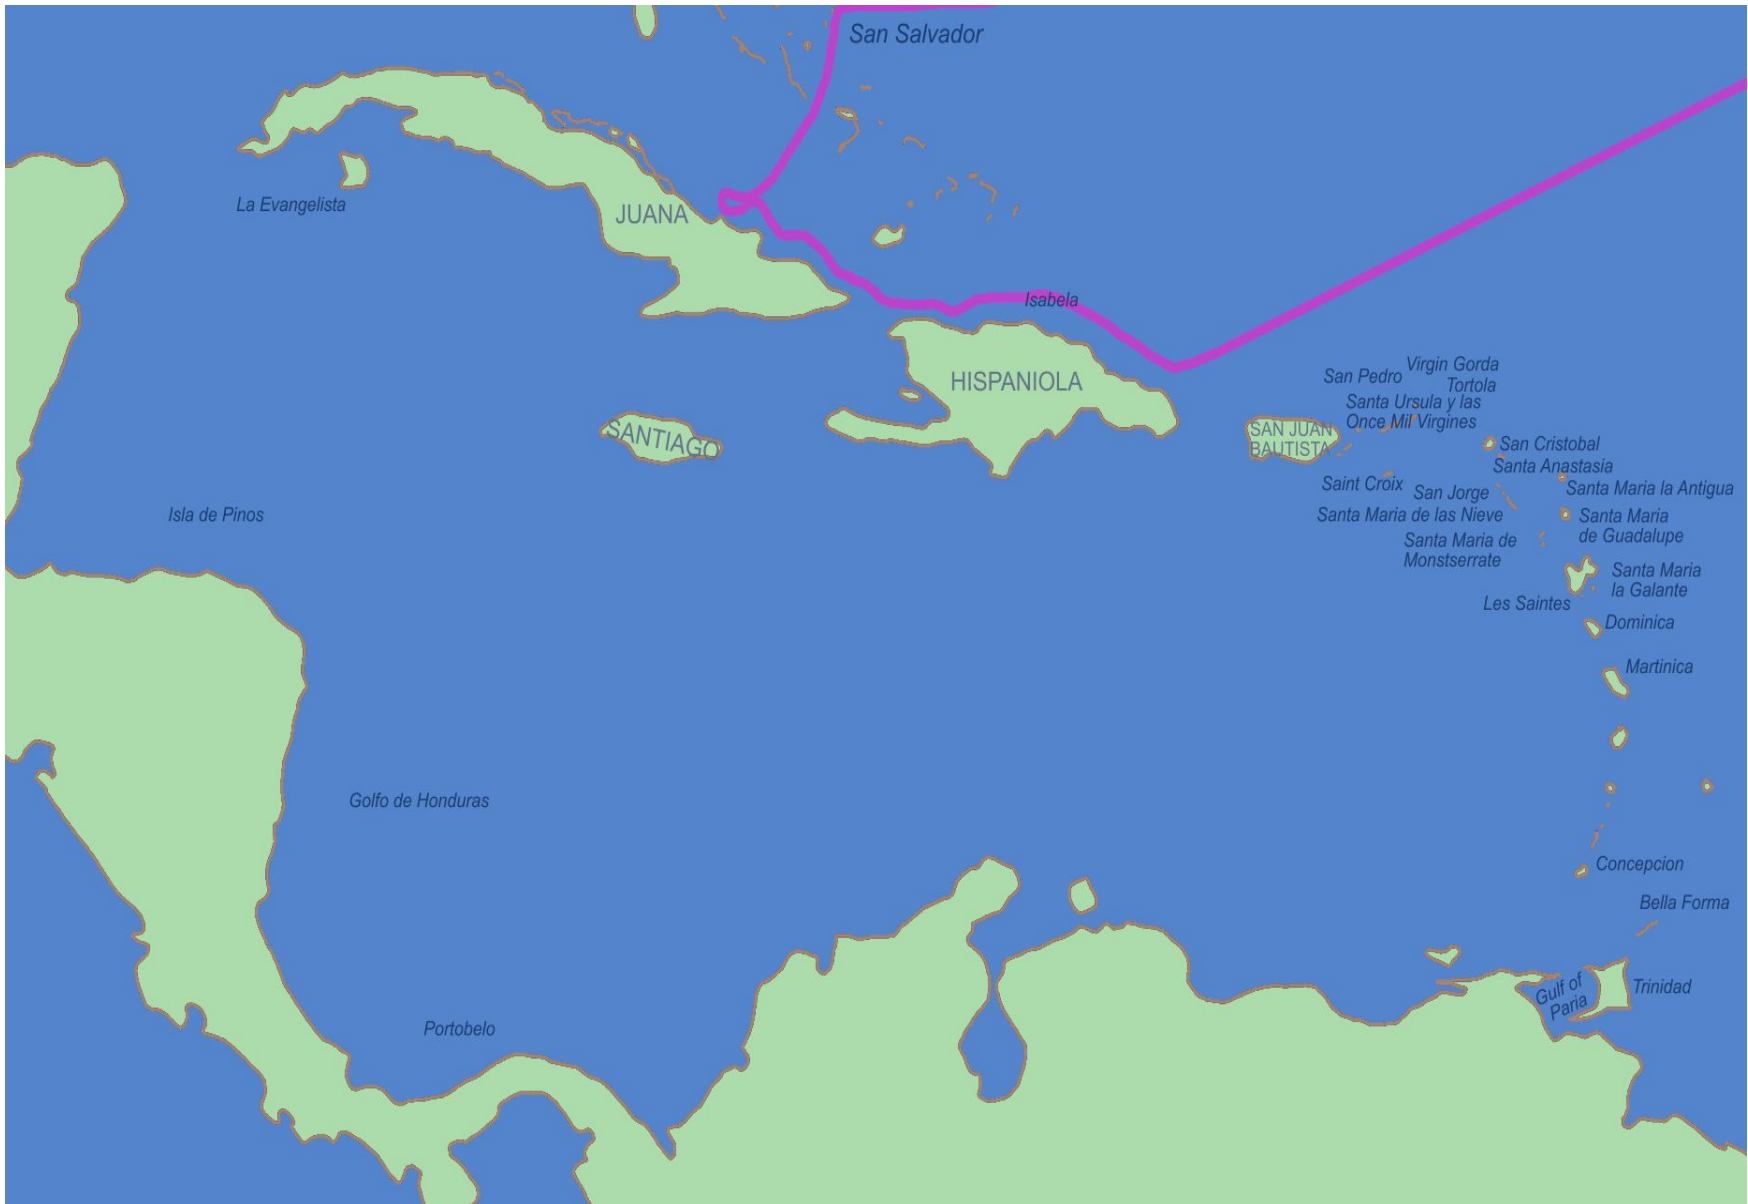 San Salvador
La Evangelista
JUANA
Isabela
HISPANIOLA
SANTIAGO
SAN JUAN
BAUTISTA
Virgin Gorda
San Pedro
Tortola
Santa Ursula y las
Once Mil Virgines
San Cristobal
Santa Anastasia
Saint Croix
San Jorge
Santa Maria la Antigua
Santa Maria de las Nieve
Santa Maria
de Guadalupe
Santa Maria de
Monstserrate
Santa Maria
la Galante
Les Saintes
Dominica
Martinica
Isla de Pinos
Golfo de Honduras
Concepcion
Bella Forma
Gulf of
Paria
Trinidad
Portobelo